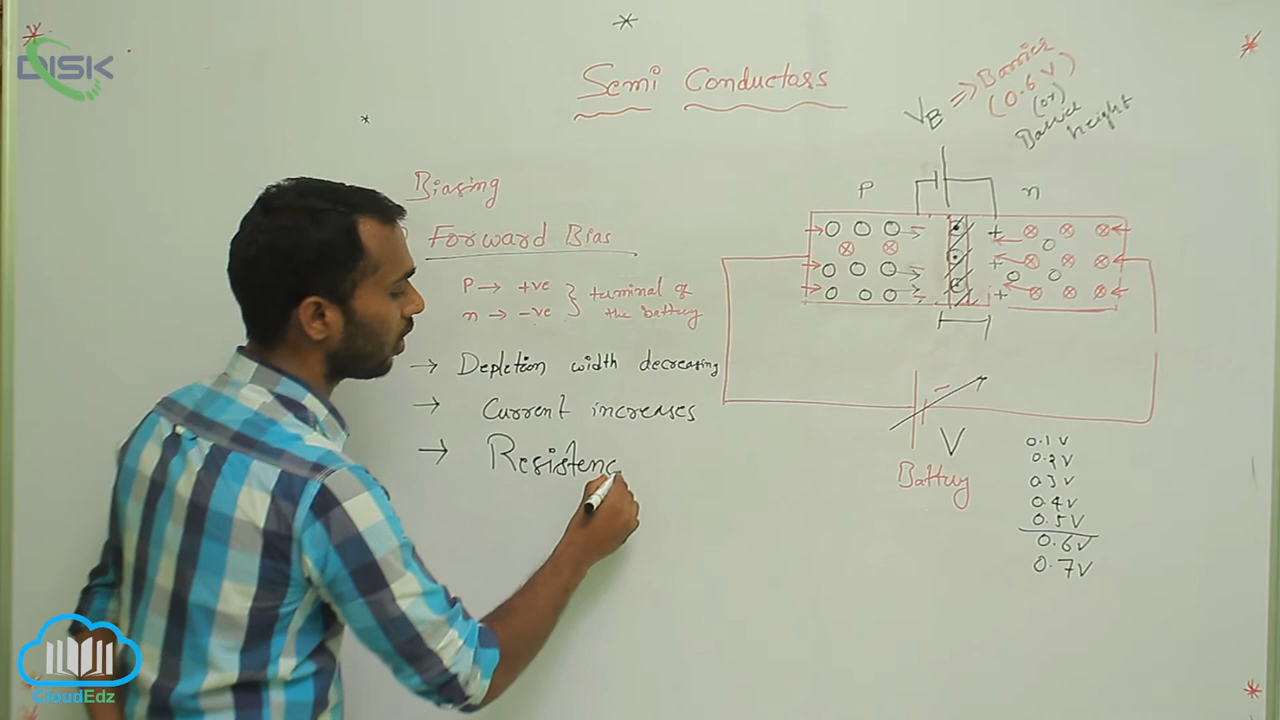 DISK
Semi Conductors
VB => Barrier
(0.6 V)
(or)
Barrier
height
P
n
Biasing
Forward Bias
P → +ve
n → -ve
terminal of
the battery
→ Depletion width decreasing
→ Current increases
→ Resistenc
V
Battery
0.1 V
0.2 V
0.3 V
0.4 V
0.5 V
0.6 V
0.7 V
CloudEdz